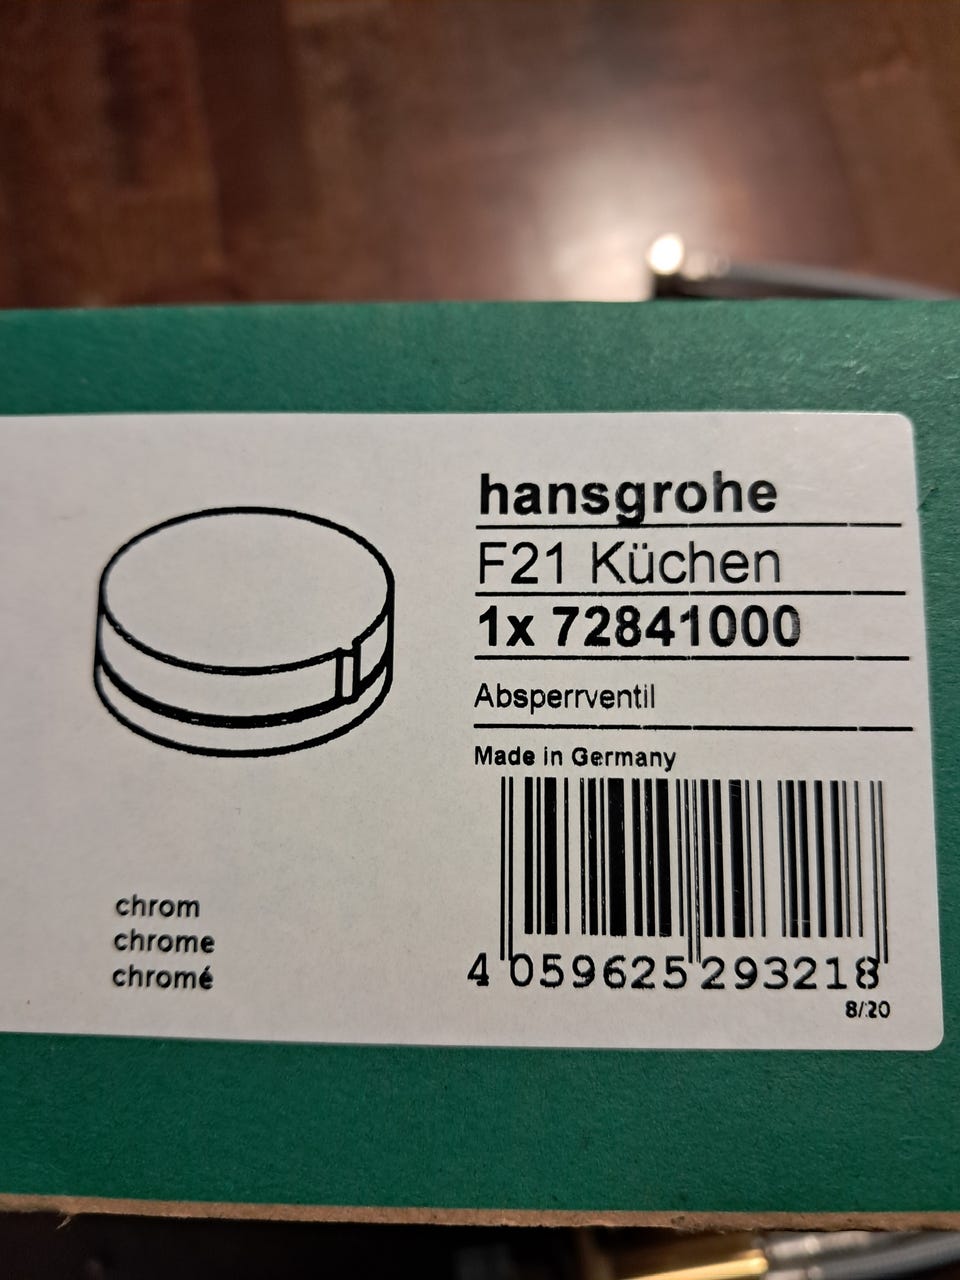 hansgrohe
F21 Küchen
1x 72841000
Absperrventil
Made in Germany
chrom
chrome
chromé
4 059625 293218
8/20